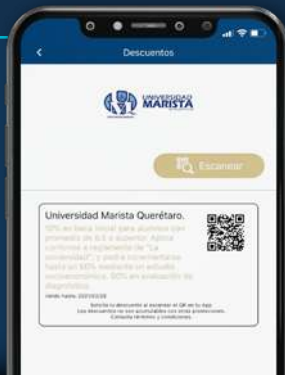 Descuentos
UNIVERSIDAD
MARISTA
Escanear
Universidad Marista Querétaro.
10% en beca inicial para alumnos con
promedio de 8.5 o superior. Aplica
conforme a reglamento de "La
universidad", y podrá incrementarse
hasta un 50% mediante un estudio
socioeconómico. 50% en evaluación de
diagnóstico.
Solicita tu descuento al escanear el QR en tu App
Los descuentos no son acumulables con otras promociones.
Consulta términos y condiciones.